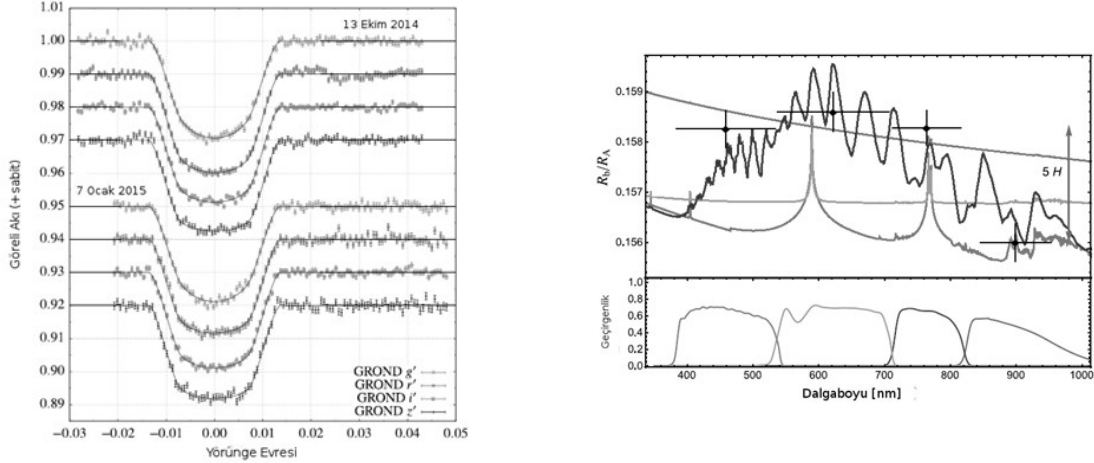 1.01
13 Ekim 2014
1.00
0.99
0.98
0.97
0.96
7 Ocak 2015
0.95
0.94
0.93
0.92
0.91
0.90
0.89
Göreli Akı (+ sabit)
GROND g′
GROND r′
GROND i′
GROND z′
−0.03 −0.02 −0.01 0.00 0.01 0.02 0.03 0.04 0.05
Yörünge Evresi
0.159
0.158
0.157
0.156
R_b/R_A
5 H
1.0
0.8
0.6
0.4
0.2
0.0
Geçirgenlik
400 500 600 700 800 900 1000
Dalgaboyu [nm]